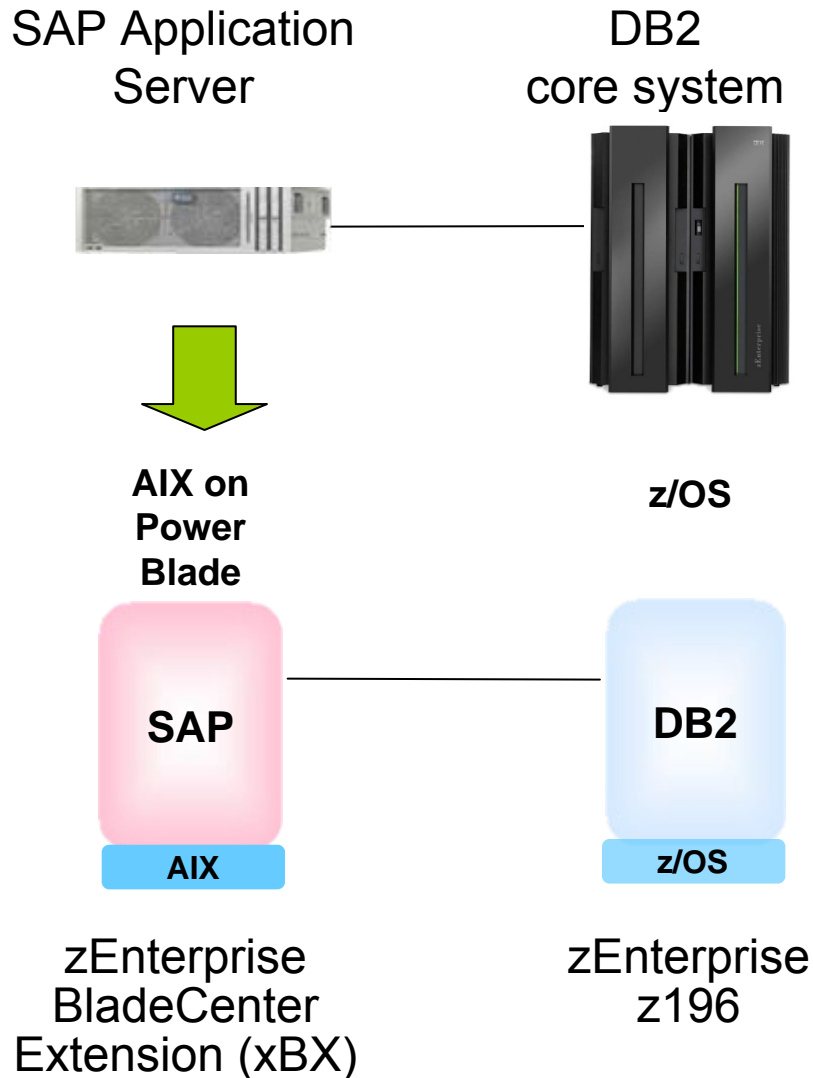 SAP Application
Server
DB2
core system
zEnterprise
AIX on
Power
Blade
z/OS
SAP
DB2
AIX
z/OS
zEnterprise
BladeCenter
Extension (xBX)
zEnterprise
z196